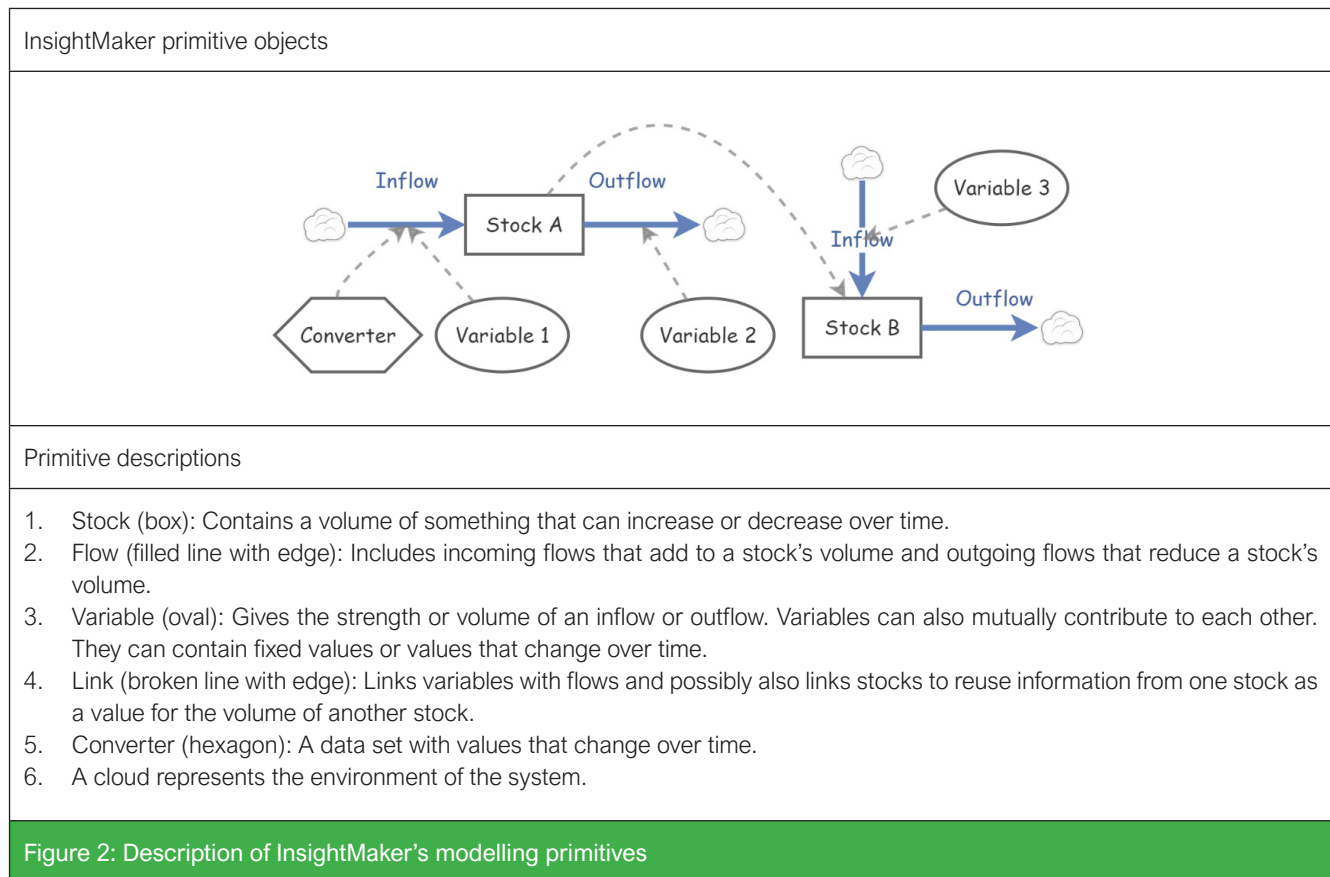 InsightMaker primitive objects
Inflow
Outflow
Stock A
Converter
Variable 1
Variable 2
Variable 3
Inflow
Stock B
Outflow
Primitive descriptions
1. Stock (box): Contains a volume of something that can increase or decrease over time.
2. Flow (filled line with edge): Includes incoming flows that add to a stock’s volume and outgoing flows that reduce a stock’s
volume.
3. Variable (oval): Gives the strength or volume of an inflow or outflow. Variables can also mutually contribute to each other.
They can contain fixed values or values that change over time.
4. Link (broken line with edge): Links variables with flows and possibly also links stocks to reuse information from one stock as
a value for the volume of another stock.
5. Converter (hexagon): A data set with values that change over time.
6. A cloud represents the environment of the system.
Figure 2: Description of InsightMaker’s modelling primitives